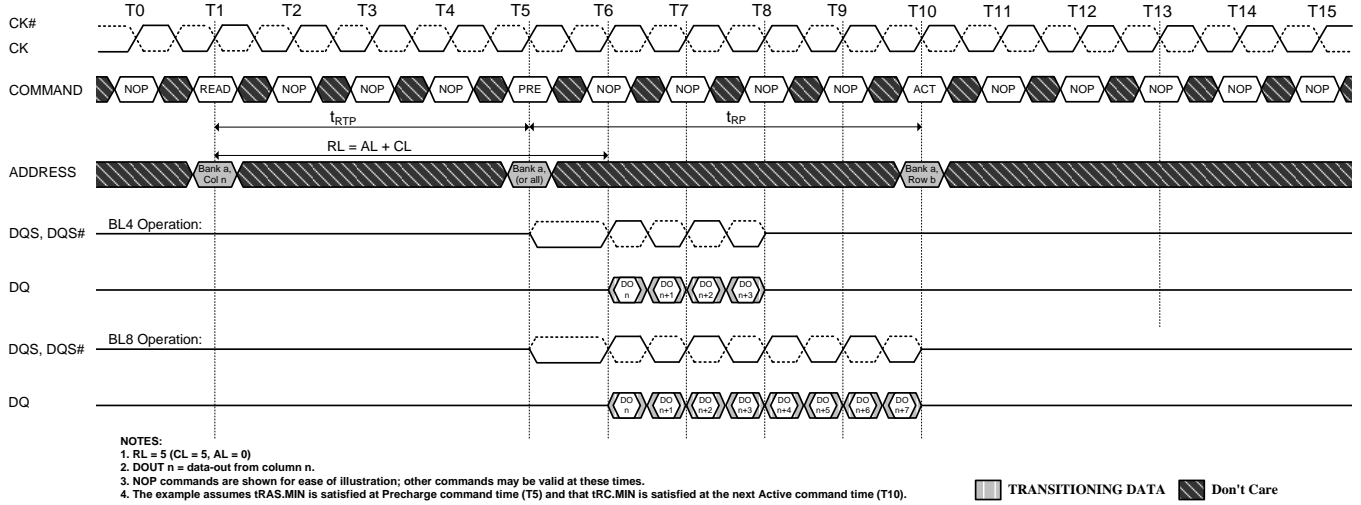 T0 T1 T2 T3 T4 T5 T6 T7 T8 T9 T10 T11 T12 T13 T14 T15
CK#
CK
COMMAND NOP READ NOP NOP NOP PRE NOP NOP NOP NOP ACT NOP NOP NOP NOP NOP
tRTP tRP
RL = AL + CL
ADDRESS
Bank a, Bank a, Bank a,
Col n (or all) Row b
BL4 Operation:
DQS, DQS#
DQ
DO DO DO DO
n n+1 n+2 n+3
BL8 Operation:
DQS, DQS#
DQ
DO DO DO DO DO DO DO DO
n n+1 n+2 n+3 n+4 n+5 n+6 n+7
NOTES:
1. RL = 5 (CL = 5, AL = 0)
2. DOUT n = data-out from column n.
3. NOP commands are shown for ease of illustration; other commands may be valid at these times.
4. The example assumes tRAS.MIN is satisfied at Precharge command time (T5) and that tRC.MIN is satisfied at the next Active command time (T10).
TRANSITIONING DATA Don't Care